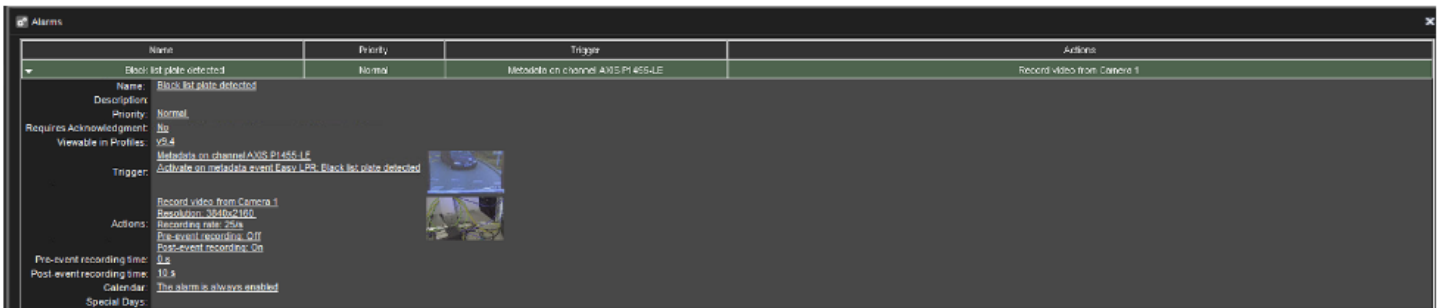 Alarms
Name Priority Trigger Actions
Black list plate detected Normal Metadata on channel AXIS P1455-LE Record video from Camera 1
Name: Black list plate detected
Description:
Priority: Normal
Requires Acknowledgment: No
Viewable in Profiles: v9.4
Metadata on channel AXIS P1455-LE
Trigger: Activate on metadata event Easy LPR: Black list plate detected
Record video from Camera 1
Resolution: 3840x2160
Actions: Recording rate: 25/s
Pre-event recording: Off
Post-event recording: On
Pre-event recording time: 0 s
Post-event recording time: 10 s
Calendar: The alarm is always enabled
Special Days: